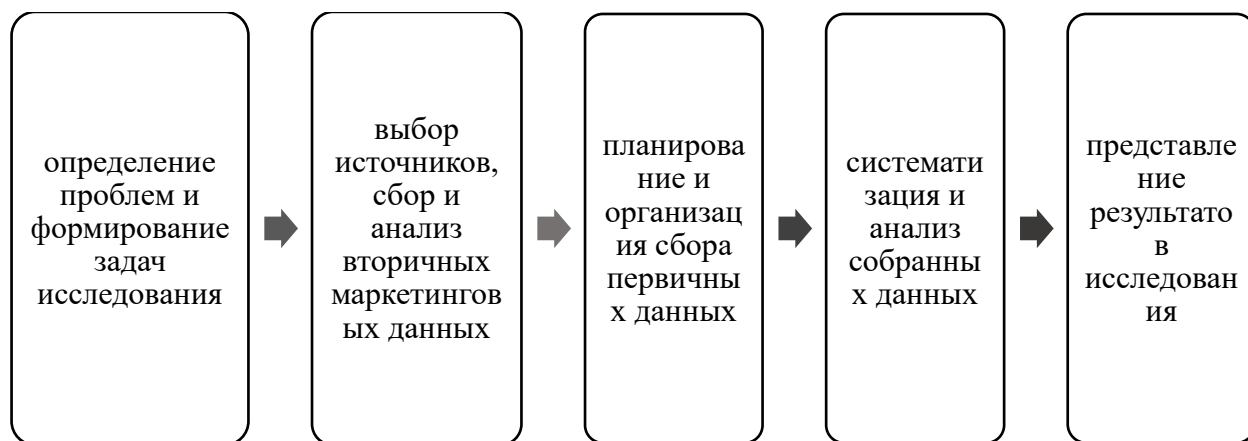 определение
проблем и
формирование
задач
исследования
выбор
источников,
сбор и
анализ
вторичных
маркетингов
ых данных
планирова
ние и
организац
ия сбора
первичны
х данных
системати
зация и
анализ
собранны
х данных
представле
ние
результато
в
исследован
ия